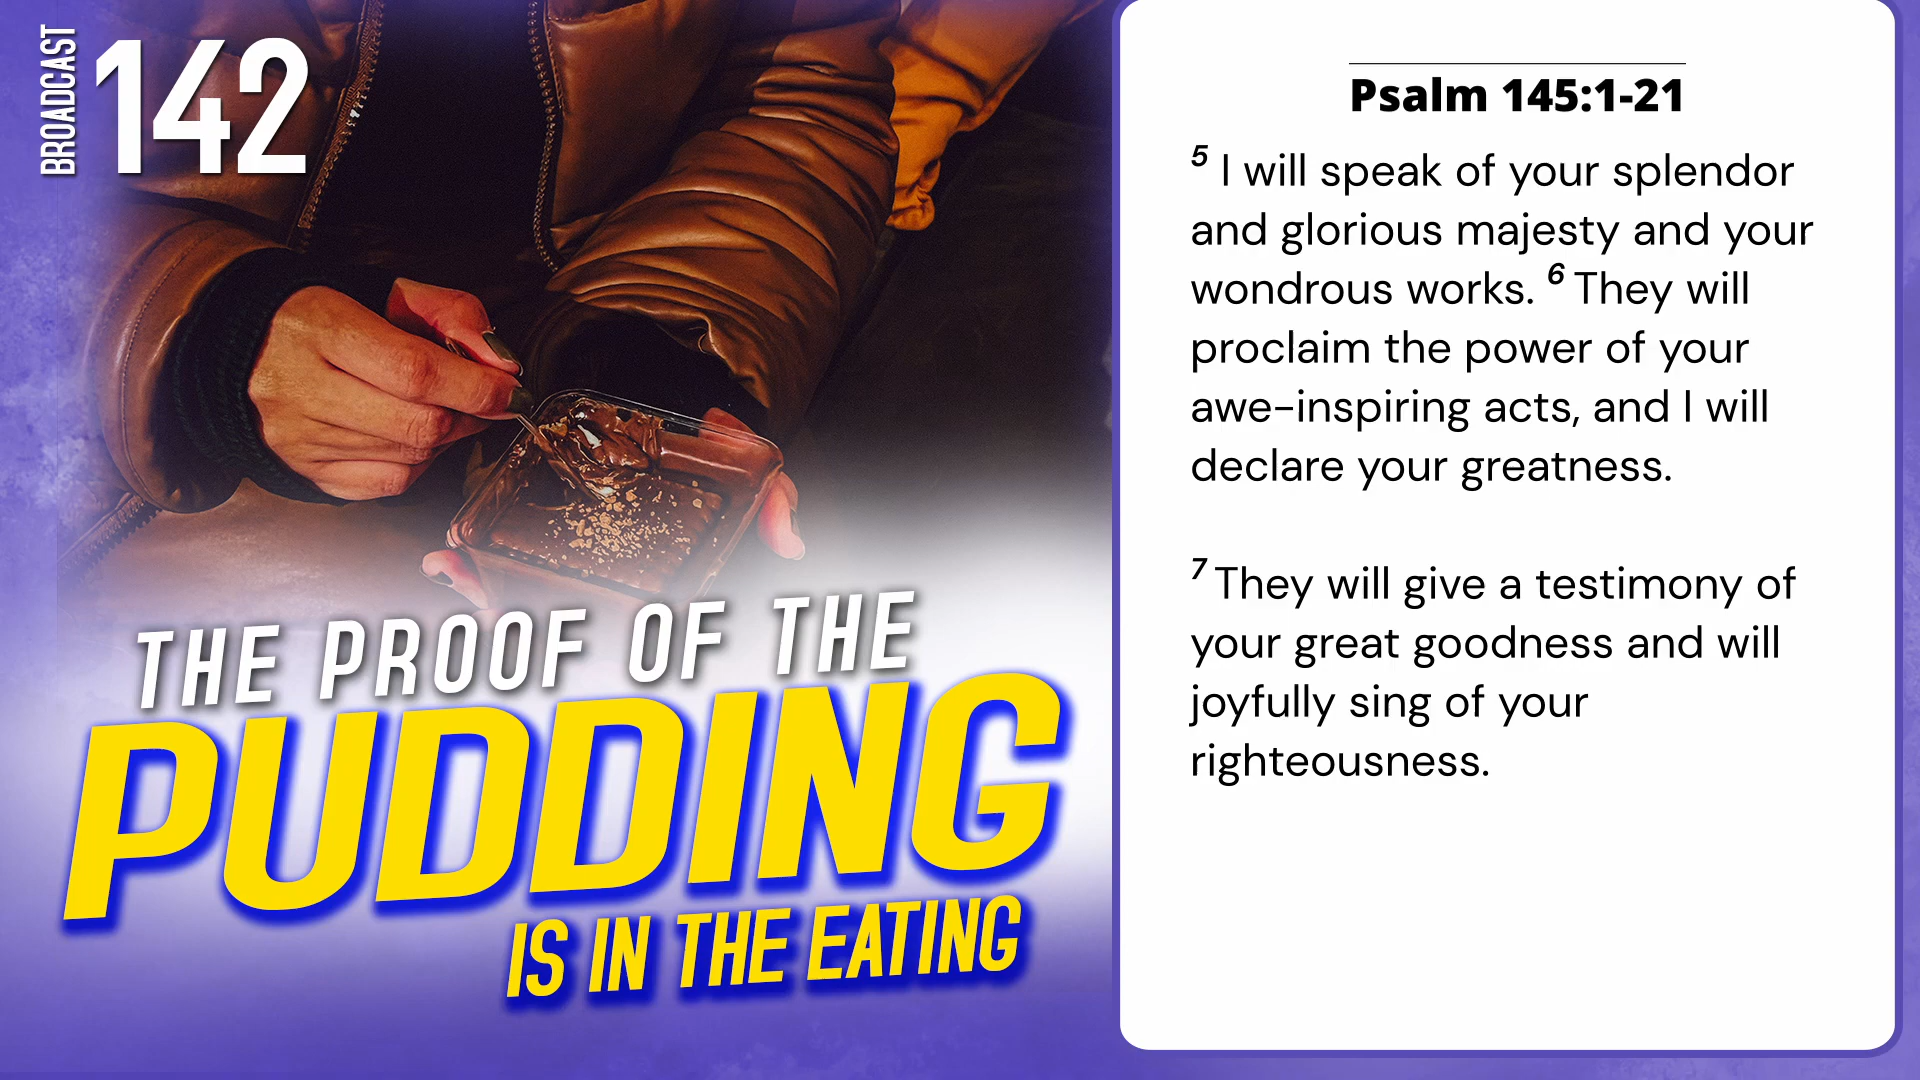 BROADCAST
142
THE PROOF OF THE
PUDDING
IS IN THE EATING
Psalm 145:1-21
5 I will speak of your splendor
and glorious majesty and your
wondrous works. 6 They will
proclaim the power of your
awe-inspiring acts, and I will
declare your greatness.
7 They will give a testimony of
your great goodness and will
joyfully sing of your
righteousness.